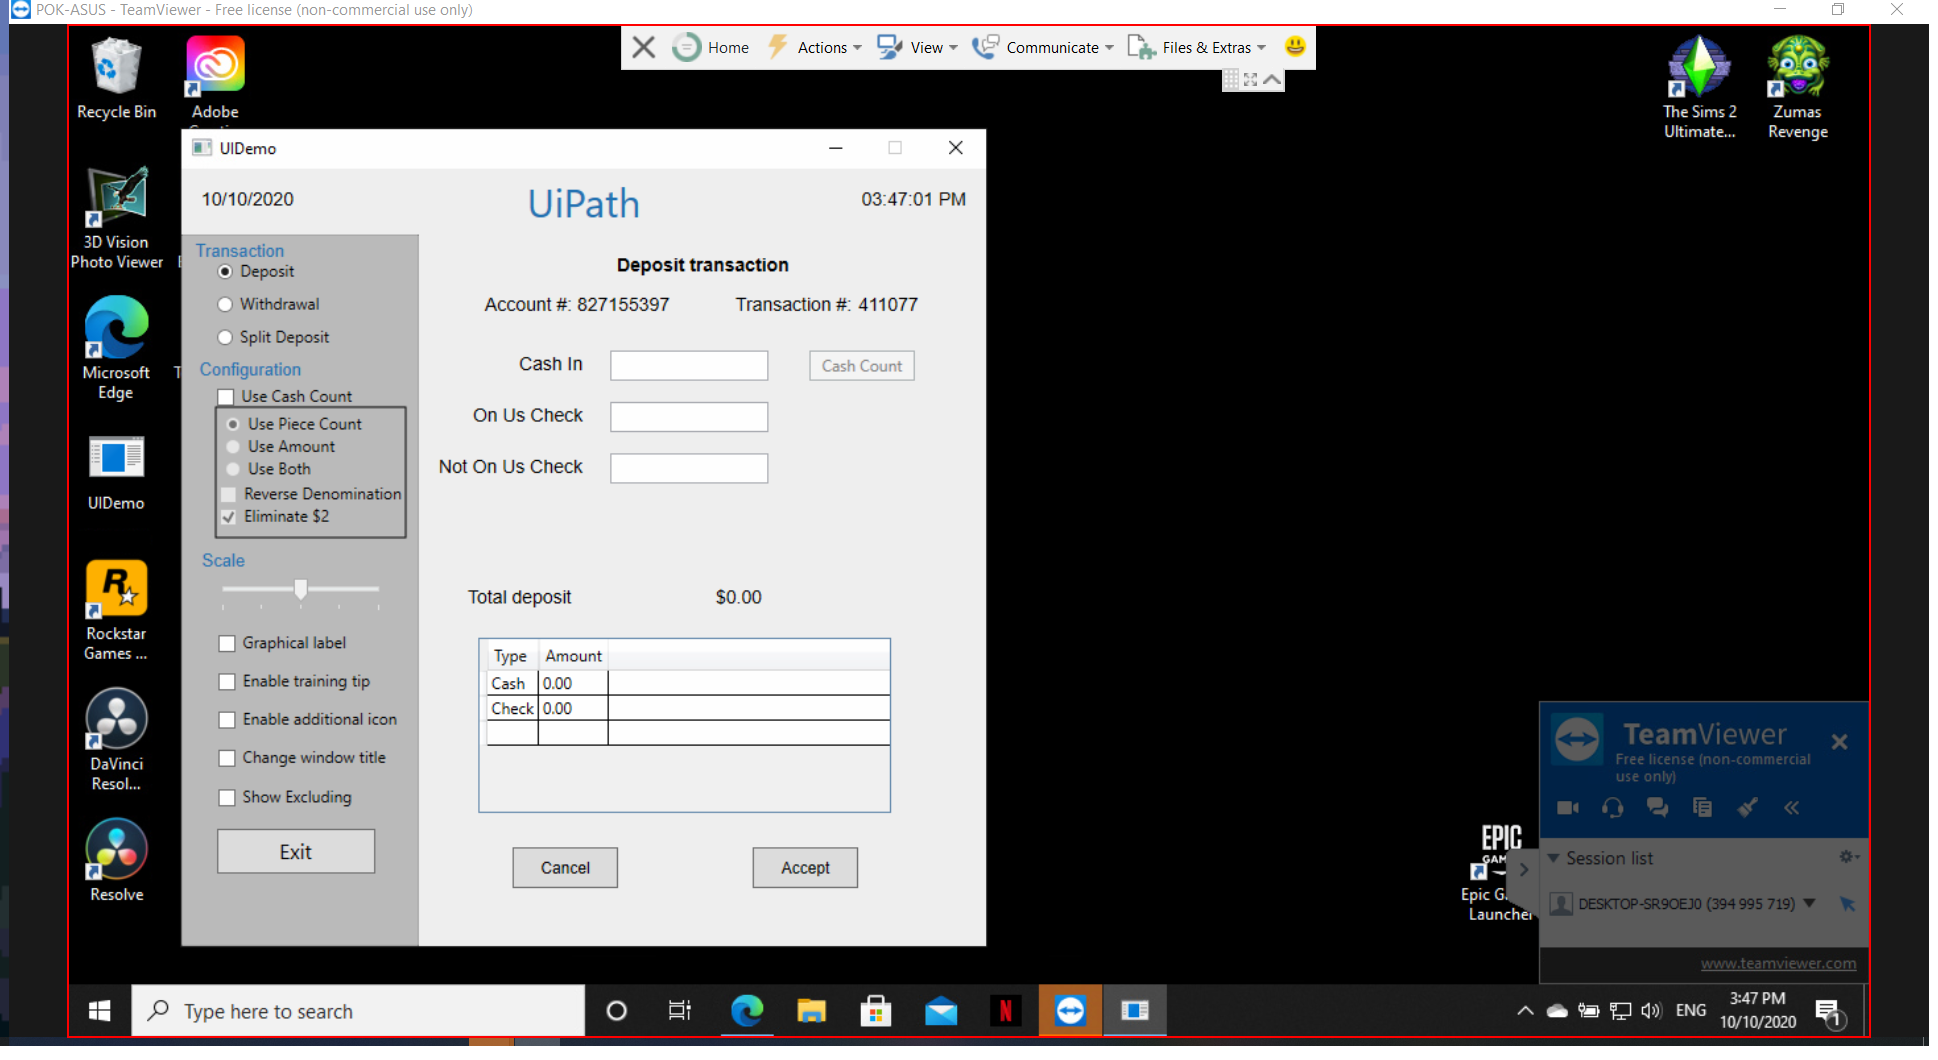 POK-ASUS - TeamViewer - Free license (non-commercial use only)
Home Actions View Communicate Files & Extras
Recycle Bin
Adobe
The Sims 2
Ultimate...
Zumas
Revenge
UIDemo
10/10/2020
UiPath
03:47:01 PM
3D Vision
Photo Viewer
Transaction
Deposit
Withdrawal
Split Deposit
Deposit transaction
Account #: 827155397
Transaction #: 411077
Microsoft
Edge
Configuration
Use Cash Count
Use Piece Count
Use Amount
Use Both
Reverse Denomination
Eliminate $2
Cash In
Cash Count
On Us Check
Not On Us Check
UIDemo
Scale
Total deposit
$0.00
Rockstar
Games ...
Graphical label
Enable training tip
Enable additional icon
Change window title
Show Excluding
Exit
Type Amount
Cash 0.00
Check 0.00
Cancel
Accept
DaVinci
Resol...
Resolve
EPIC
GAM
Epic G
Launcher
TeamViewer
Free license (non-commercial
use only)
Session list
DESKTOP-SR9OEJ0 (394 995 719)
www.teamviewer.com
Type here to search
N
ENG
3:47 PM
10/10/2020
1